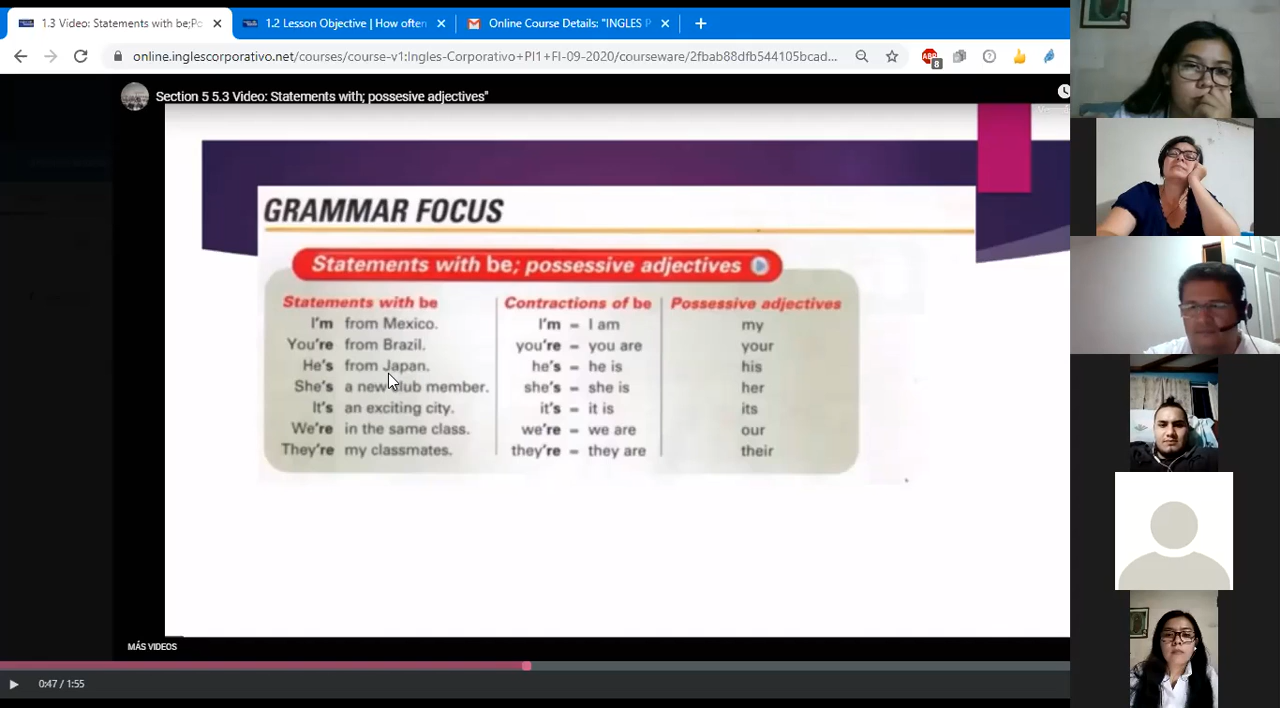 1.3 Video: Statements with be;Po
1.2 Lesson Objective | How often
Online Course Details: "INGLES P
online.inglescorporativo.net/courses/course-v1:Ingles-Corporativo+PI1+FI-09-2020/courseware/2fbab88dfb544105bcad...
ABP
8
Section 5 5.3 Video: Statements with; possesive adjectives"
GRAMMAR FOCUS
Statements with be; possessive adjectives
Statements with be
I'm from Mexico.
You're from Brazil.
He's from Japan.
She's a new club member.
It's an exciting city.
We're in the same class.
They're my classmates.
Contractions of be
I'm = I am
you're = you are
he's = he is
she's = she is
it's = it is
we're = we are
they're = they are
Possessive adjectives
my
your
his
her
its
our
their
MÁS VIDEOS
0:47 / 1:55